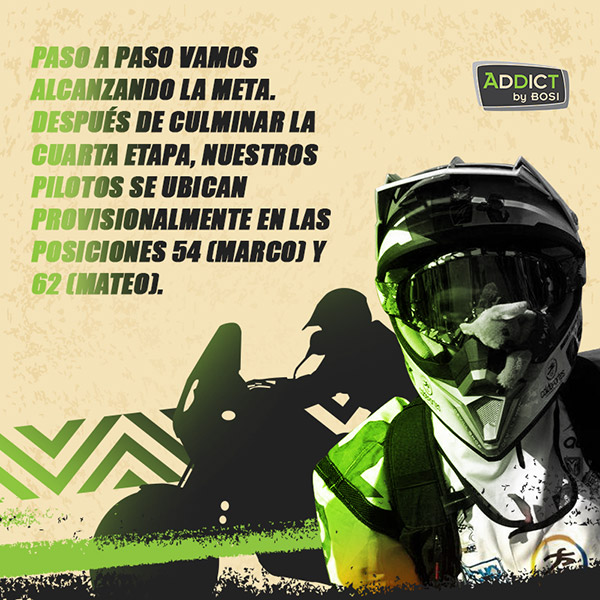 PASO A PASO VAMOS
ALCANZANDO LA META.
DESPUÉS DE CULMINAR LA
CUARTA ETAPA, NUESTROS
PILOTOS SE UBICAN
PROVISIONALMENTE EN LAS
POSICIONES 54 (MARCO) Y
62 (MATEO).
ADDICT
by BOSI